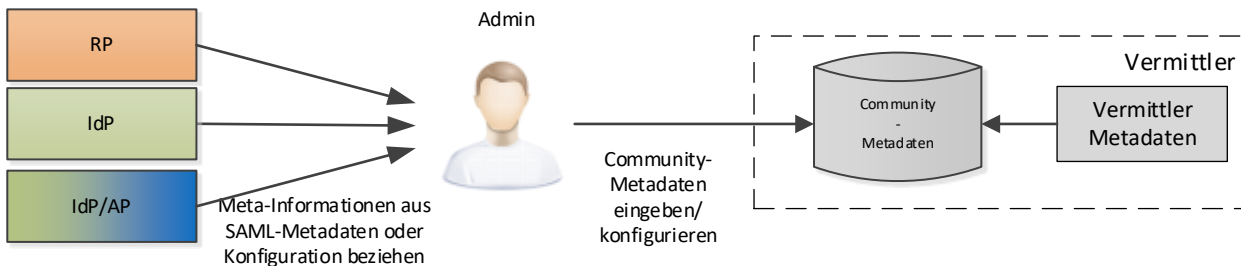 RP
IdP
IdP/AP
Meta-Informationen aus
SAML-Metadaten oder
Konfiguration beziehen
Admin
Community-
Metadaten
eingeben/
konfigurieren
Community
-
Metadaten
Vermittler
Vermittler
Metadaten